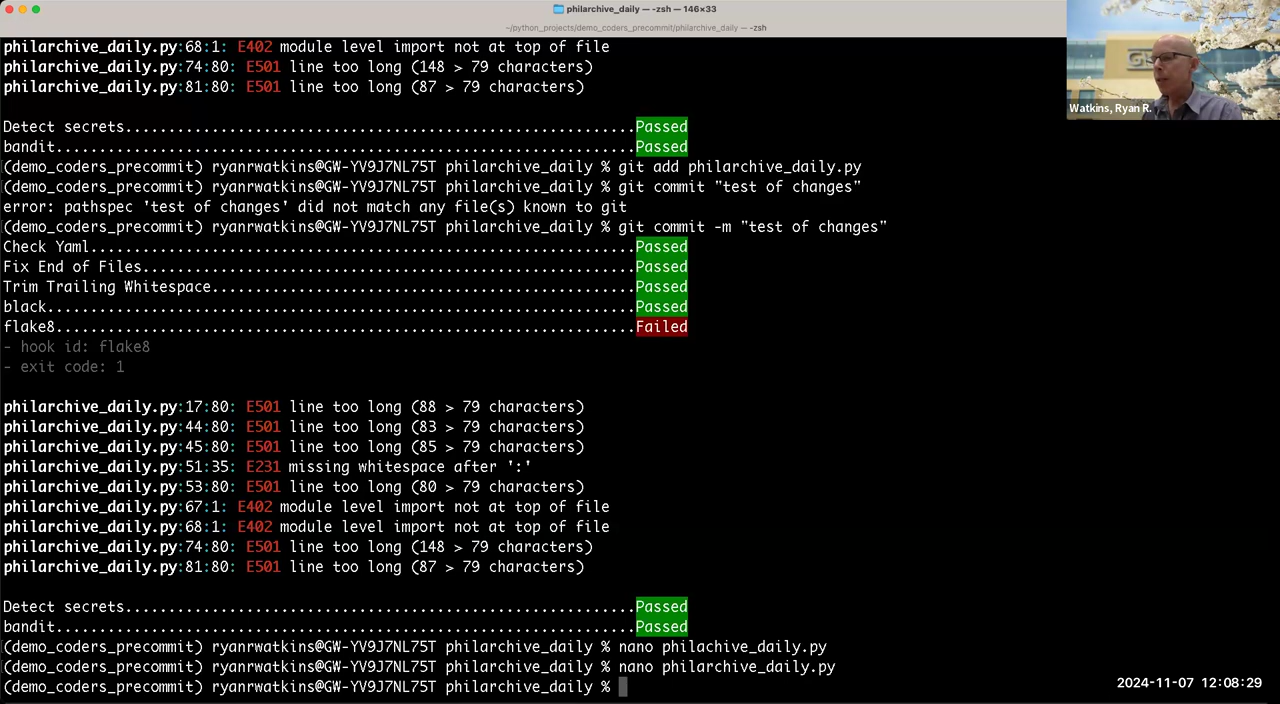 philarchive_daily — -zsh — 146×33
~/python_projects/demo_coders_precommit/philarchive_daily — -zsh
philarchive_daily.py:68:1: E402 module level import not at top of file
philarchive_daily.py:74:80: E501 line too long (148 > 79 characters)
philarchive_daily.py:81:80: E501 line too long (87 > 79 characters)
Detect secrets...........................................................Passed
bandit...................................................................Passed
(demo_coders_precommit) ryanrwatkins@GW-YV9J7NL75T philarchive_daily % git add philarchive_daily.py
(demo_coders_precommit) ryanrwatkins@GW-YV9J7NL75T philarchive_daily % git commit "test of changes"
error: pathspec 'test of changes' did not match any file(s) known to git
(demo_coders_precommit) ryanrwatkins@GW-YV9J7NL75T philarchive_daily % git commit -m "test of changes"
Check Yaml...............................................................Passed
Fix End of Files.........................................................Passed
Trim Trailing Whitespace.................................................Passed
black....................................................................Passed
flake8...................................................................Failed
- hook id: flake8
- exit code: 1
philarchive_daily.py:17:80: E501 line too long (88 > 79 characters)
philarchive_daily.py:44:80: E501 line too long (83 > 79 characters)
philarchive_daily.py:45:80: E501 line too long (85 > 79 characters)
philarchive_daily.py:51:35: E231 missing whitespace after ':'
philarchive_daily.py:53:80: E501 line too long (80 > 79 characters)
philarchive_daily.py:67:1: E402 module level import not at top of file
philarchive_daily.py:68:1: E402 module level import not at top of file
philarchive_daily.py:74:80: E501 line too long (148 > 79 characters)
philarchive_daily.py:81:80: E501 line too long (87 > 79 characters)
Detect secrets...........................................................Passed
bandit...................................................................Passed
(demo_coders_precommit) ryanrwatkins@GW-YV9J7NL75T philarchive_daily % nano philachive_daily.py
(demo_coders_precommit) ryanrwatkins@GW-YV9J7NL75T philarchive_daily % nano philarchive_daily.py
(demo_coders_precommit) ryanrwatkins@GW-YV9J7NL75T philarchive_daily %
Watkins, Ryan R.
2024-11-07 12:08:29